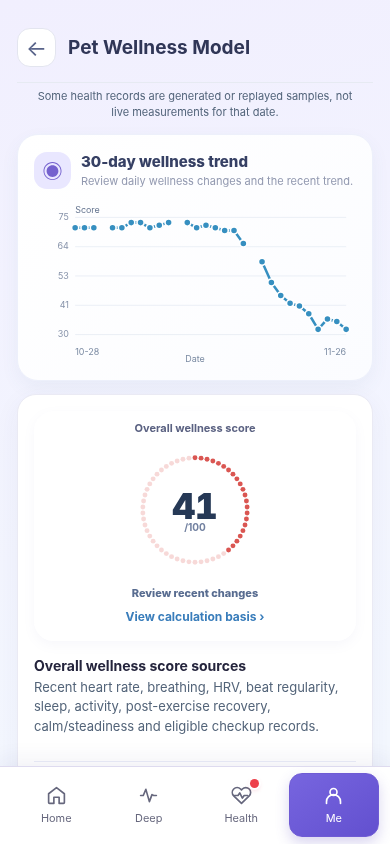 Pet Wellness Model
Some health records are generated or replayed samples, not
live measurements for that date.
30-day wellness trend
Review daily wellness changes and the recent trend.
Score
75
64
53
41
30
10-28
11-26
Date
Overall wellness score
41
/100
Review recent changes
View calculation basis ›
Overall wellness score sources
Recent heart rate, breathing, HRV, beat regularity,
sleep, activity, post-exercise recovery,
calm/steadiness and eligible checkup records.
Home
Deep
Health
Me